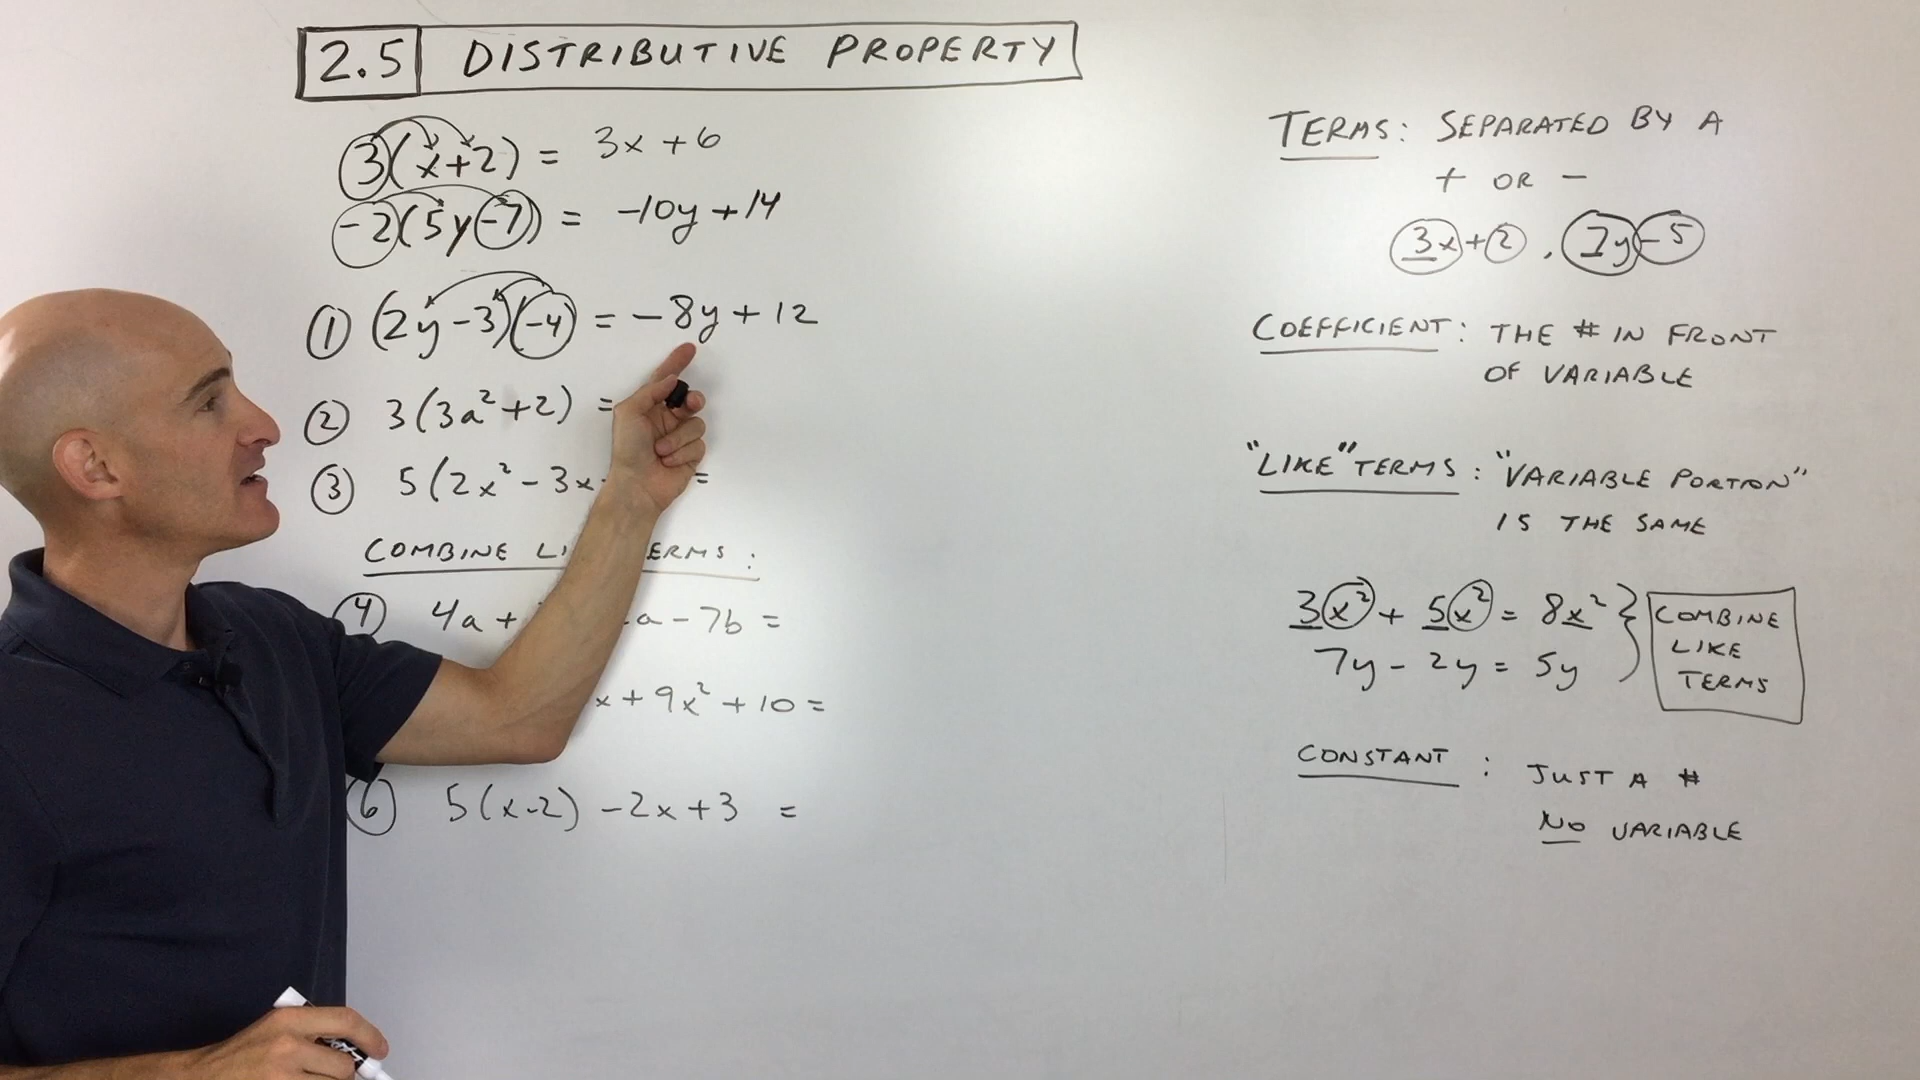 2.5 DISTRIBUTIVE PROPERTY
3(x+2) = 3x+6
-2(5y-7) = -10y+14
① (2y-3)(-4) = -8y+12
② 3(3a²+2) =
③ 5(2x²-3x =
COMBINE LI ERMS:
④ 4a+ a-7b =
x+9x²+10 =
⑥ 5(x-2) -2x+3 =
TERMS: SEPARATED BY A
+ OR -
3x+2, 7y-5
COEFFICIENT: THE # IN FRONT
OF VARIABLE
"LIKE" TERMS: "VARIABLE PORTION"
IS THE SAME
3x² + 5x² = 8x²
7y - 2y = 5y
COMBINE
LIKE
TERMS
CONSTANT: JUST A #
NO VARIABLE